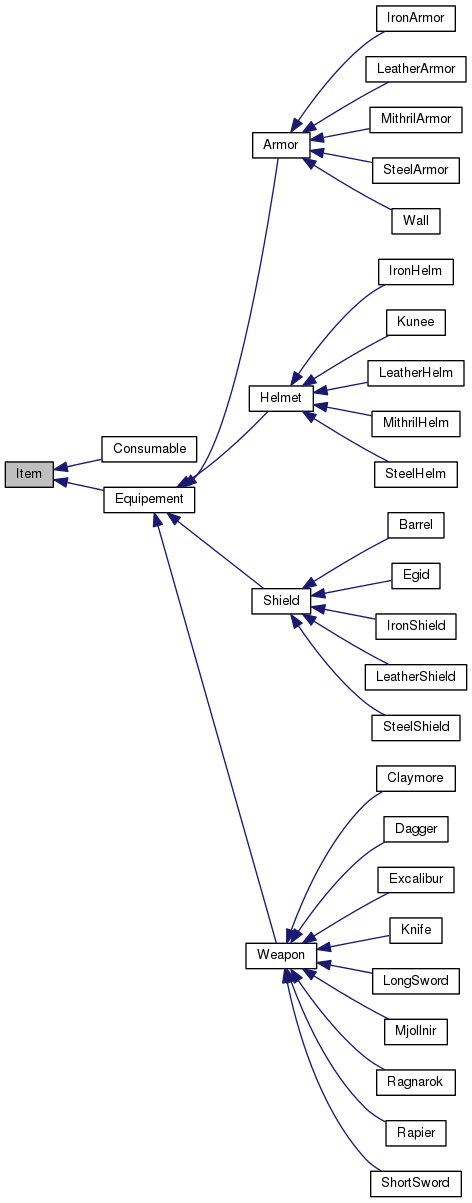 Item
Consumable
Equipement
Armor
IronArmor
LeatherArmor
MithrilArmor
SteelArmor
Wall
Helmet
IronHelm
Kunee
LeatherHelm
MithrilHelm
SteelHelm
Shield
Barrel
Egid
IronShield
LeatherShield
SteelShield
Weapon
Claymore
Dagger
Excalibur
Knife
LongSword
Mjollnir
Ragnarok
Rapier
ShortSword